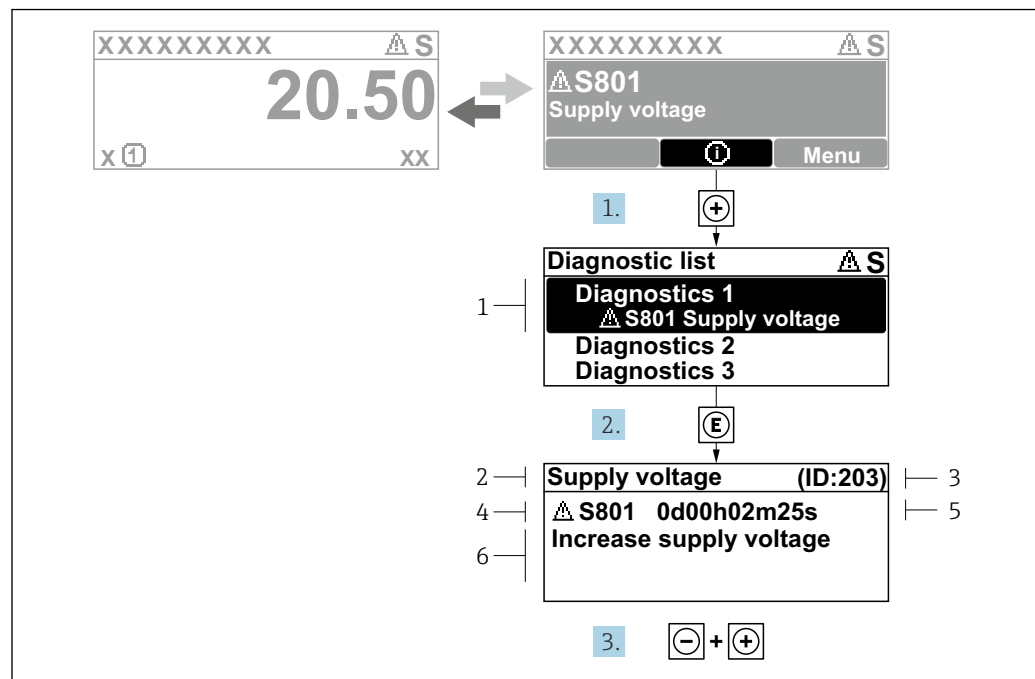 XXXXXXXXX ⚠ S
20.50
X ① XX
XXXXXXXXX ⚠ S
⚠ S801
Supply voltage
ⓘ Menu
1. +
Diagnostic list ⚠ S
1
Diagnostics 1
⚠ S801 Supply voltage
Diagnostics 2
Diagnostics 3
2. E
2 Supply voltage (ID:203) 3
4 ⚠ S801 0d00h02m25s 5
6 Increase supply voltage
3. - + +